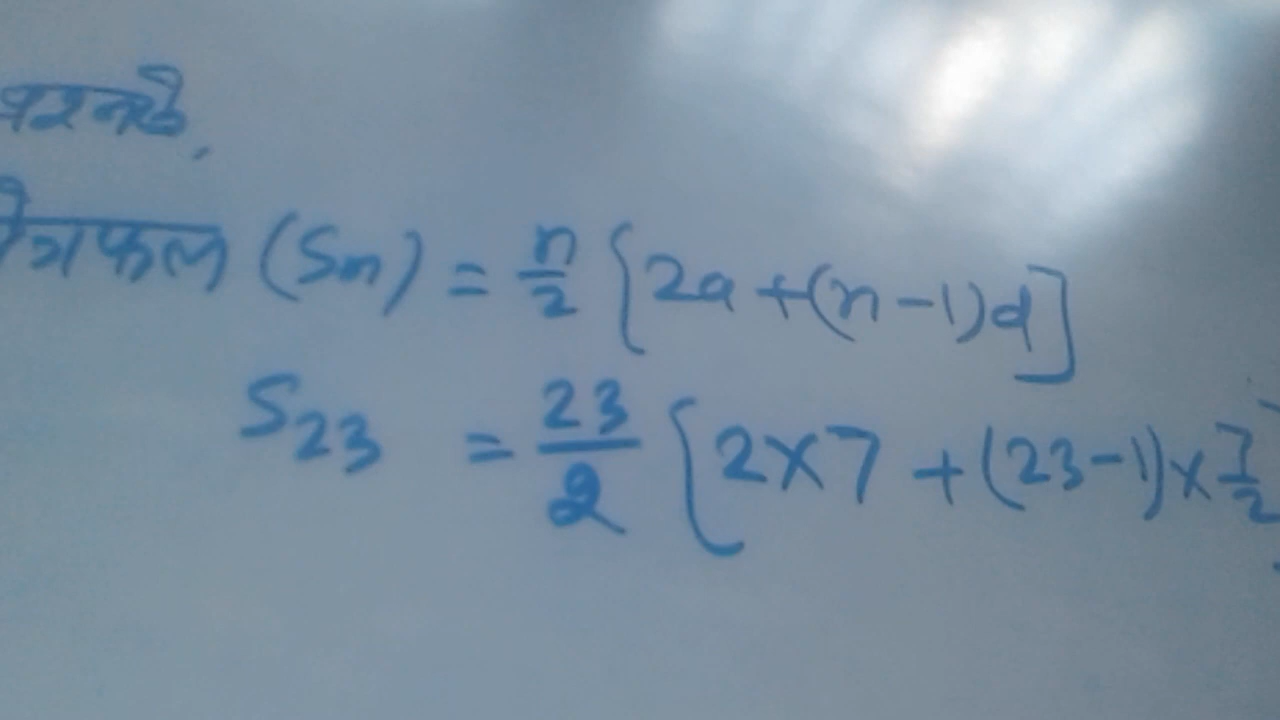 (Sn) = n/2 [2a + (n-1)d]
S23 = 23/2 [2×7 + (23-1)× 7/2